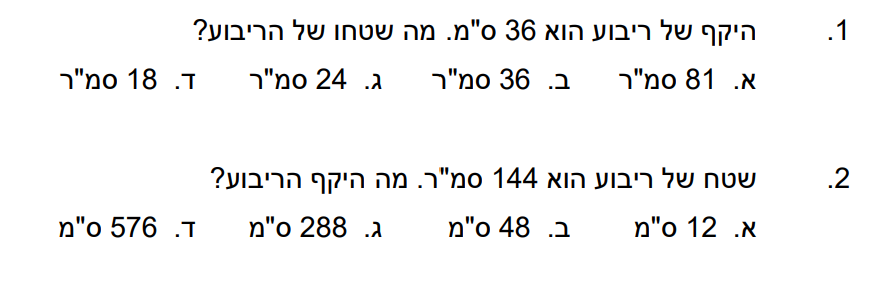 1. היקף של ריבוע הוא 36 ס"מ. מה שטחו של הריבוע?
א. 81 סמ"ר ב. 36 סמ"ר ג. 24 סמ"ר ד. 18 סמ"ר
2. שטח של ריבוע הוא 144 סמ"ר. מה היקף הריבוע?
א. 12 ס"מ ב. 48 ס"מ ג. 288 ס"מ ד. 576 ס"מ